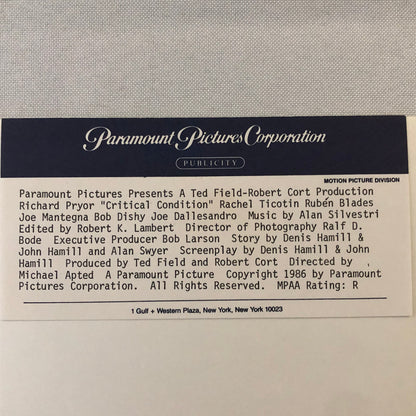 Paramount Pictures Corporation
PUBLICITY
MOTION PICTURE DIVISION
Paramount Pictures Presents A Ted Field-Robert Cort Production
Richard Pryor "Critical Condition" Rachel Ticotin Rubén Blades
Joe Mantegna Bob Dishy Joe Dallesandro Music by Alan Silvestri
Edited by Robert K. Lambert Director of Photography Ralf D.
Bode Executive Producer Bob Larson Story by Denis Hamill &
John Hamill and Alan Swyer Screenplay by Denis Hamill & John
Hamill Produced by Ted Field and Robert Cort Directed by
Michael Apted A Paramount Picture Copyright 1986 by Paramount
Pictures Corporation. All Rights Reserved. MPAA Rating: R
1 Gulf + Western Plaza, New York, New York 10023